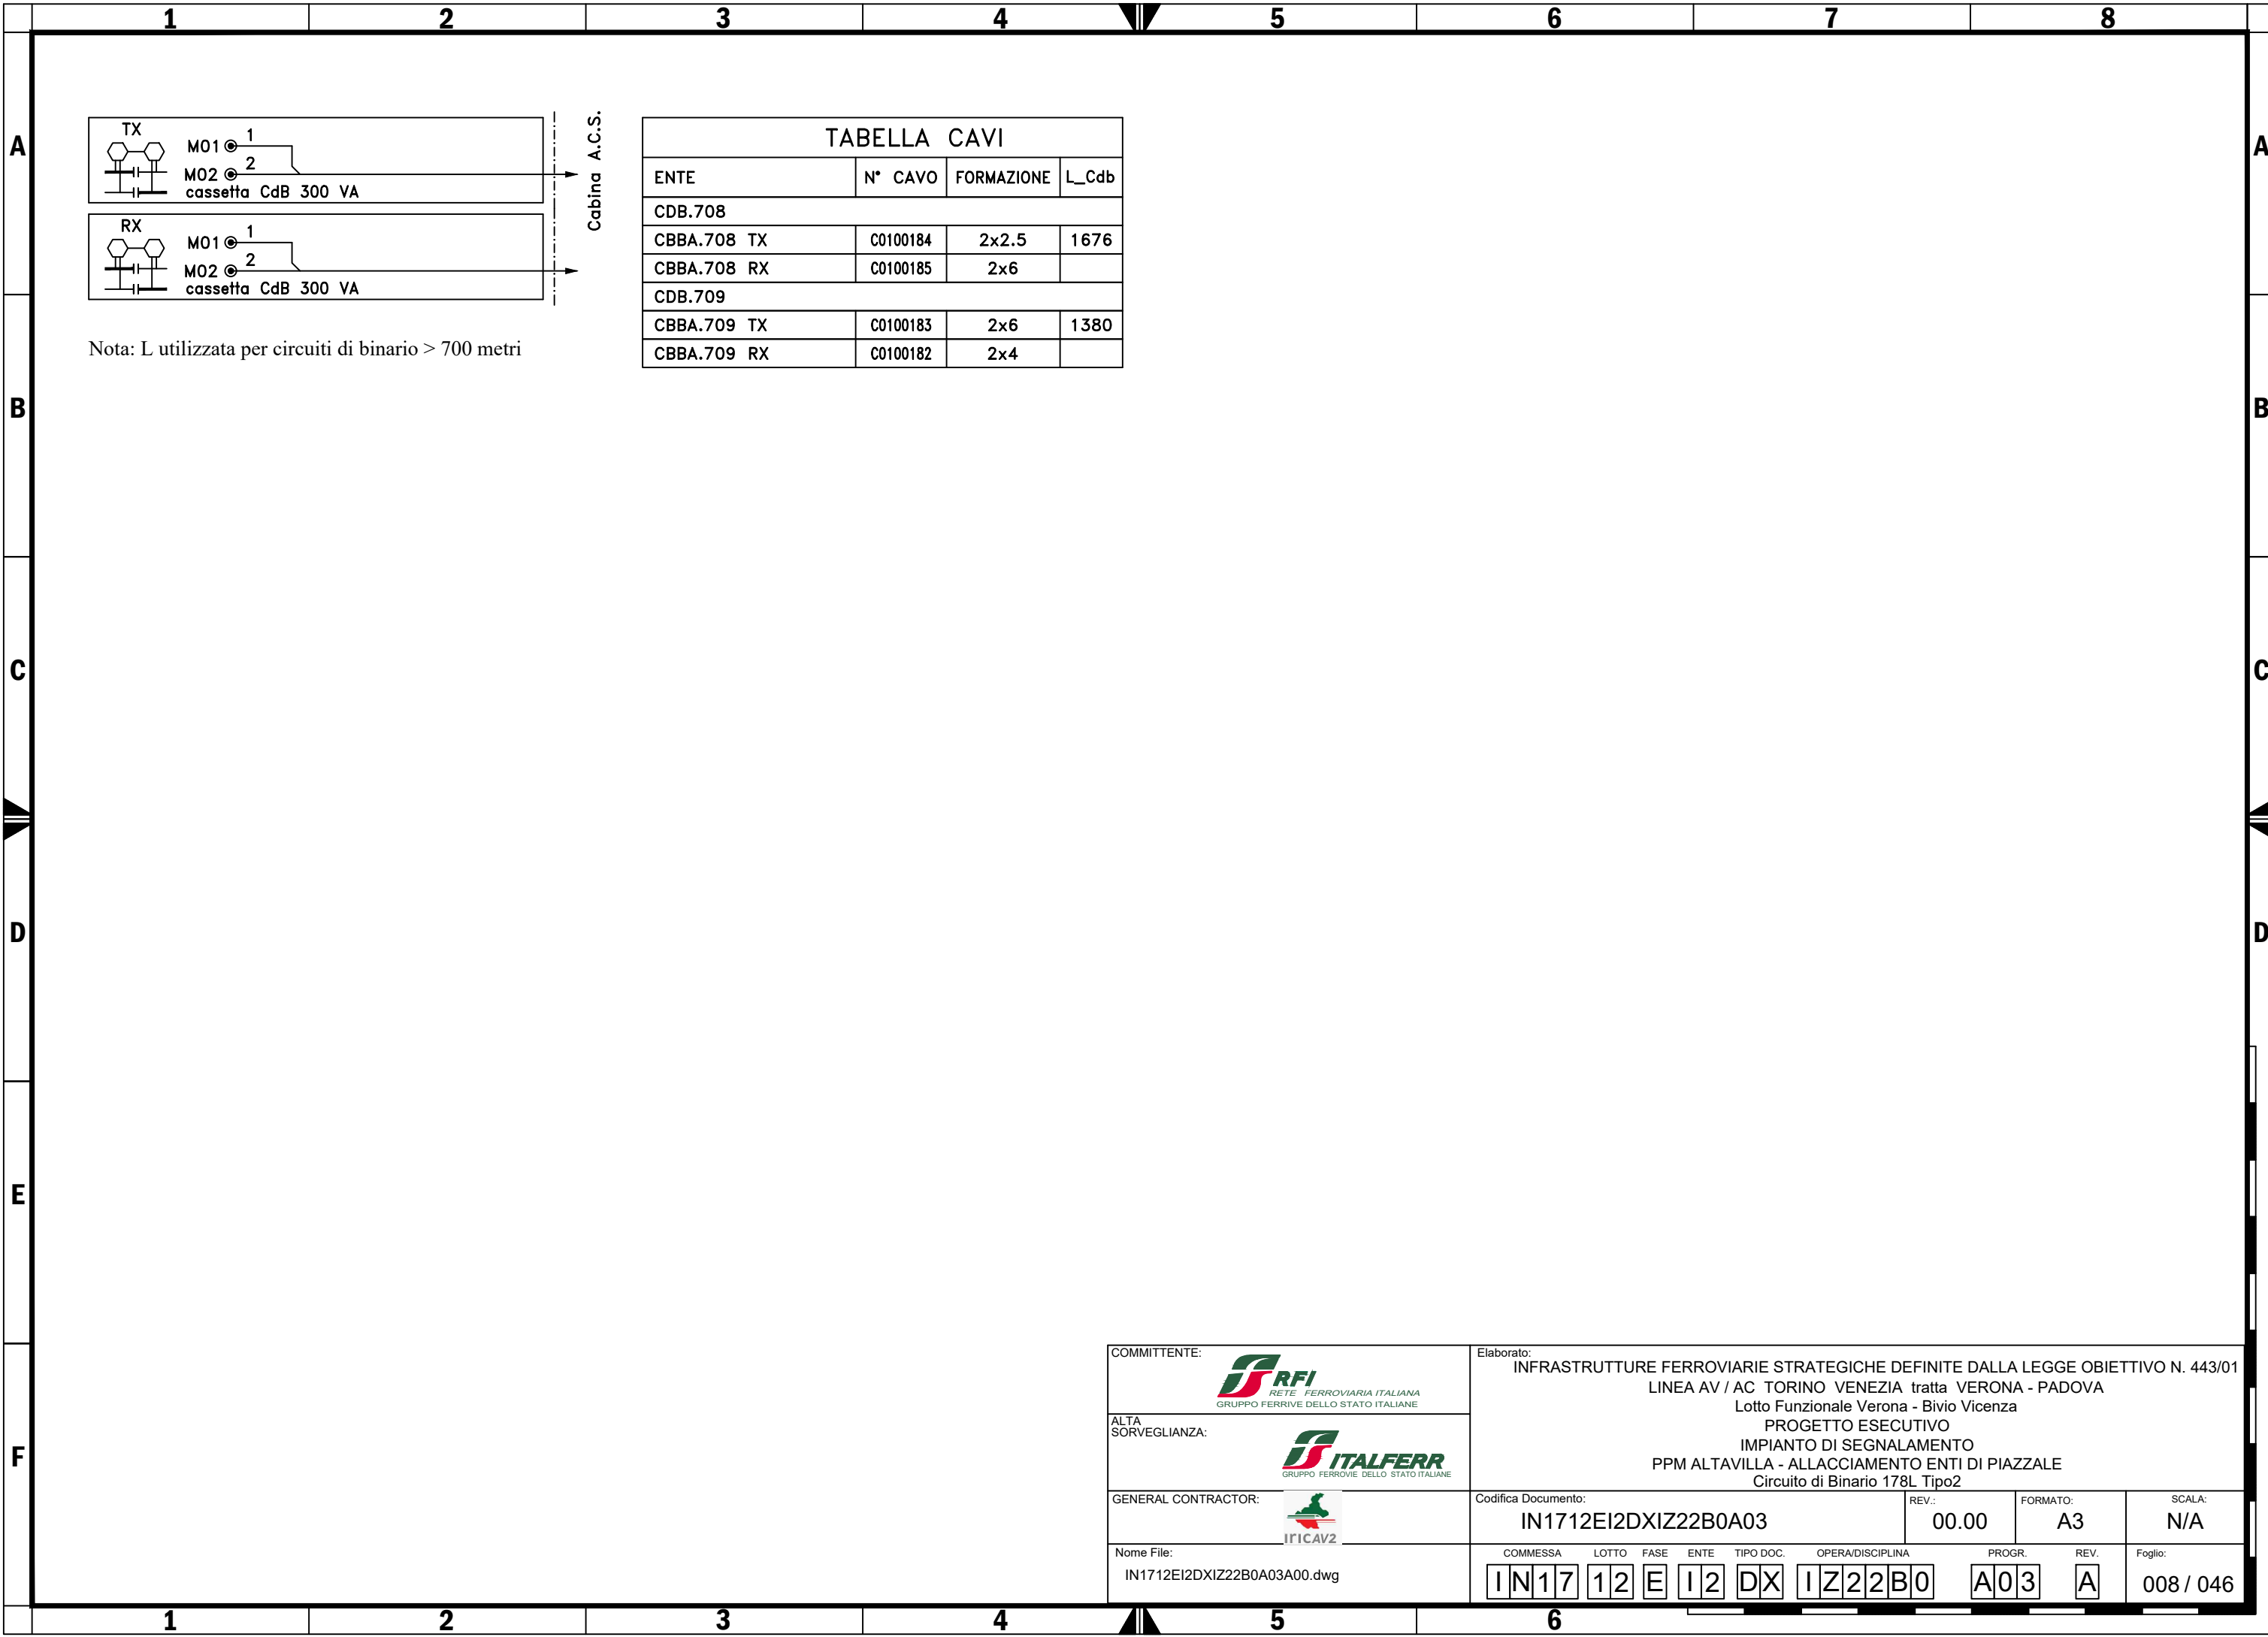 1 2 3 4 5 6 7 8
A A
TX
M01 1
M02 2
cassetta CdB 300 VA
RX
M01 1
M02 2
cassetta CdB 300 VA
Cabina A.C.S.
Nota: L utilizzata per circuiti di binario > 700 metri
TABELLA CAVI
ENTE N° CAVO FORMAZIONE L_Cdb
CDB.708
CBBA.708 TX C0100184 2x2.5 1676
CBBA.708 RX C0100185 2x6
CDB.709
CBBA.709 TX C0100183 2x6 1380
CBBA.709 RX C0100182 2x4
B B
C C
D D
E
F
COMMITTENTE:
RFI
RETE FERROVIARIA ITALIANA
GRUPPO FERRIVE DELLO STATO ITALIANE
ALTA
SORVEGLIANZA:
ITALFERR
GRUPPO FERROVIE DELLO STATO ITALIANE
GENERAL CONTRACTOR:
IrICAV2
Nome File:
IN1712EI2DXIZ22B0A03A00.dwg
Elaborato:
INFRASTRUTTURE FERROVIARIE STRATEGICHE DEFINITE DALLA LEGGE OBIETTIVO N. 443/01
LINEA AV / AC TORINO VENEZIA tratta VERONA - PADOVA
Lotto Funzionale Verona - Bivio Vicenza
PROGETTO ESECUTIVO
IMPIANTO DI SEGNALAMENTO
PPM ALTAVILLA - ALLACCIAMENTO ENTI DI PIAZZALE
Circuito di Binario 178L Tipo2
Codifica Documento:
IN1712EI2DXIZ22B0A03
REV.:
00.00
FORMATO:
A3
SCALA:
N/A
COMMESSA LOTTO FASE ENTE TIPO DOC. OPERA/DISCIPLINA PROGR. REV.
IN17 12 E I2 DX IZ22B0 A03 A
Foglio:
008 / 046
1 2 3 4 5 6